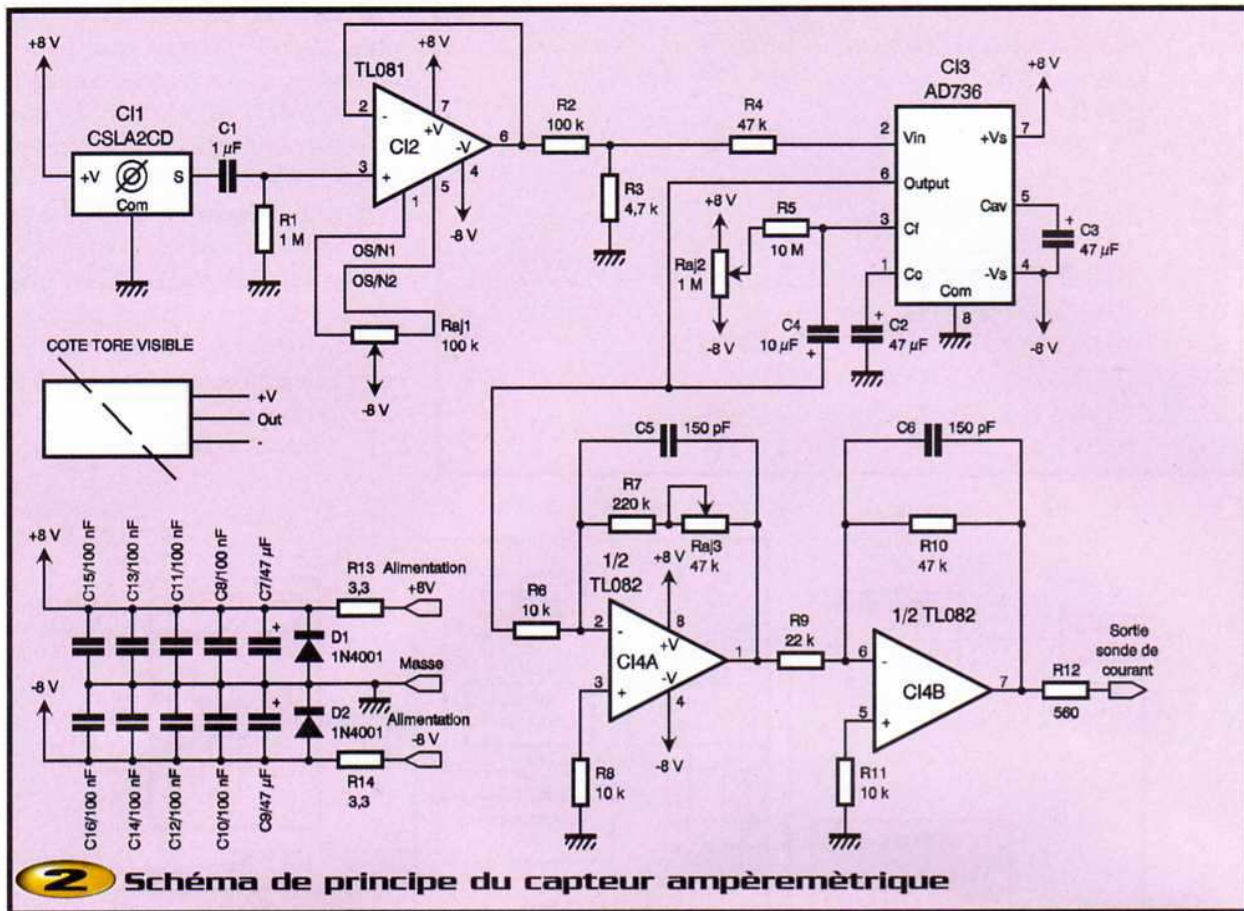 +8 V
CI1
CSLA2CD
+V
S
Com
C1
1 µF
R1
1 M
TL081
+8 V
2
-
7
+V
CI2
-V
6
3
+
4
5
1
-8 V
OS/N1
OS/N2
Raj1
100 k
-8 V
R2
100 k
R3
4,7 k
R4
47 k
CI3
AD736
+8 V
2
Vin
+Vs
7
6
Output
3
Cf
Cav
5
1
Cc
-Vs
4
Com
8
C3
47 µF
+
-8 V
+8 V
Raj2
1 M
-8 V
R5
10 M
C4
10 µF
+
C2
47 µF
+
COTE TORE VISIBLE
+V
Out
-
C5
150 pF
R7
220 k
Raj3
47 k
1/2
TL082
+8 V
R6
10 k
2
-
8
+V
CI4A
-V
1
3
+
4
-8 V
R8
10 k
C6
150 pF
R10
47 k
R9
22 k
1/2 TL082
6
-
CI4B
7
5
+
R11
10 k
R12
560
Sortie
sonde de
courant
+8 V
C15/100 nF
C13/100 nF
C11/100 nF
C8/100 nF
C7/47 µF
+
R13
3,3
Alimentation
+8V
D1
1N4001
Masse
-8 V
+
D2
1N4001
Alimentation
-8 V
R14
3,3
C16/100 nF
C14/100 nF
C12/100 nF
C10/100 nF
C9/47 µF
2 Schéma de principe du capteur ampèremètrique